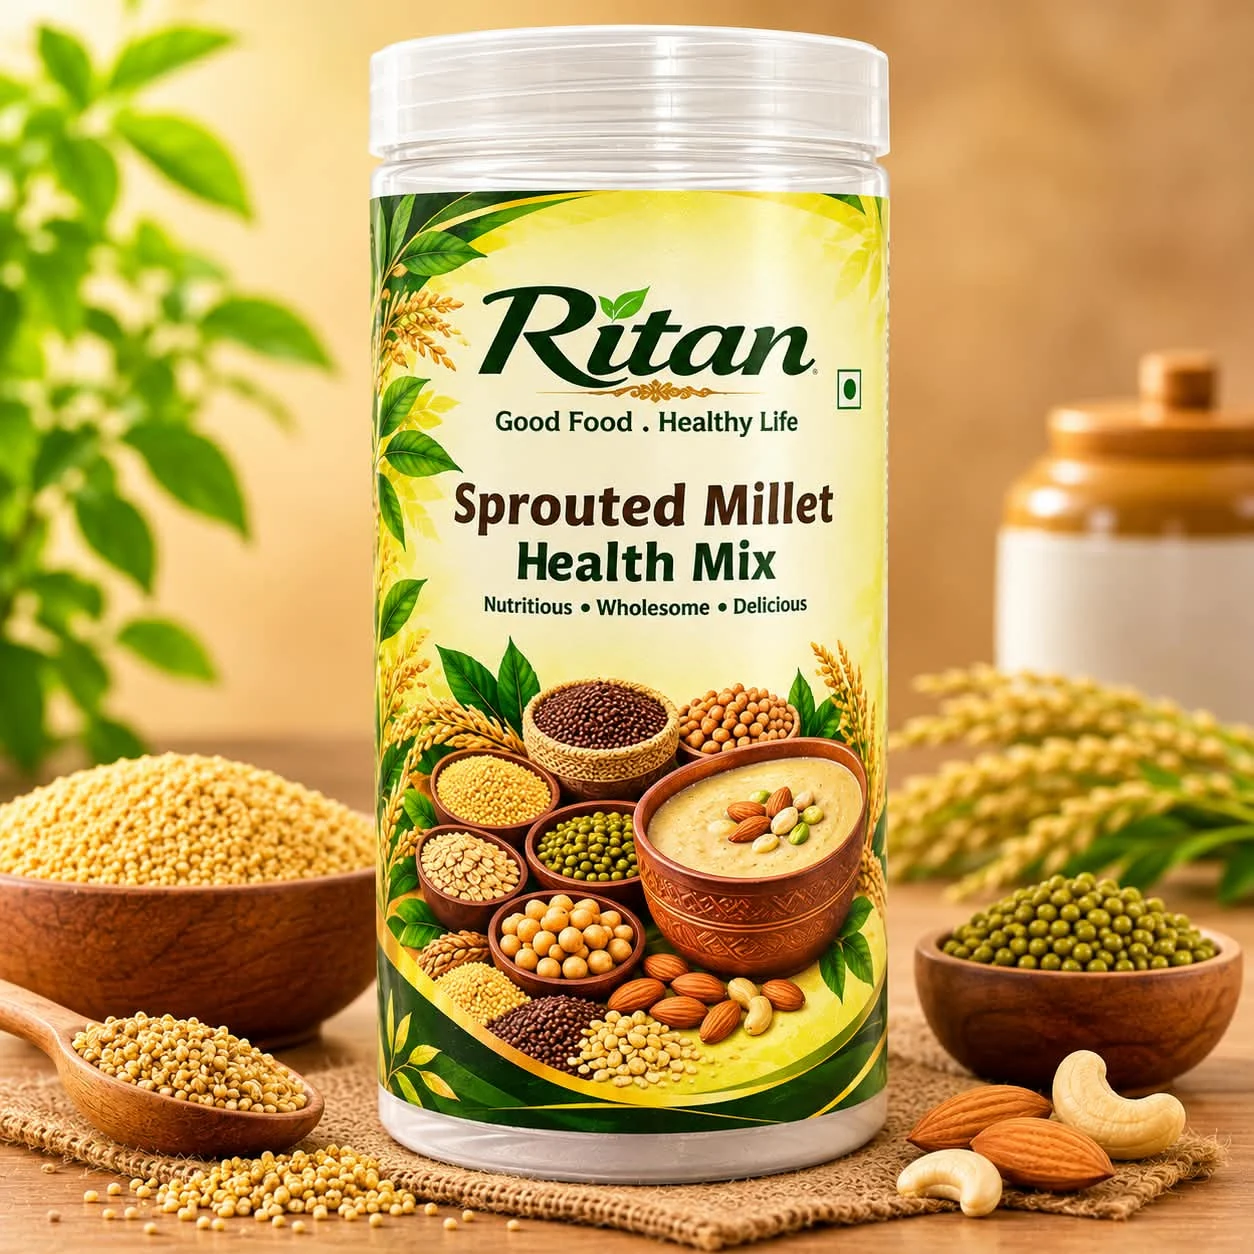 Ritan
Good Food . Healthy Life
Sprouted Millet
Health Mix
Nutritious • Wholesome • Delicious